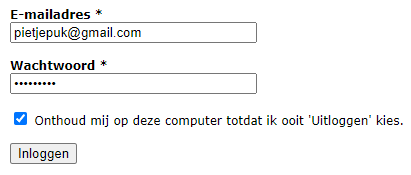 E-mailadres *
pietjepuk@gmail.com
Wachtwoord *
•••••••••
Onthoud mij op deze computer totdat ik ooit 'Uitloggen' kies.
Inloggen